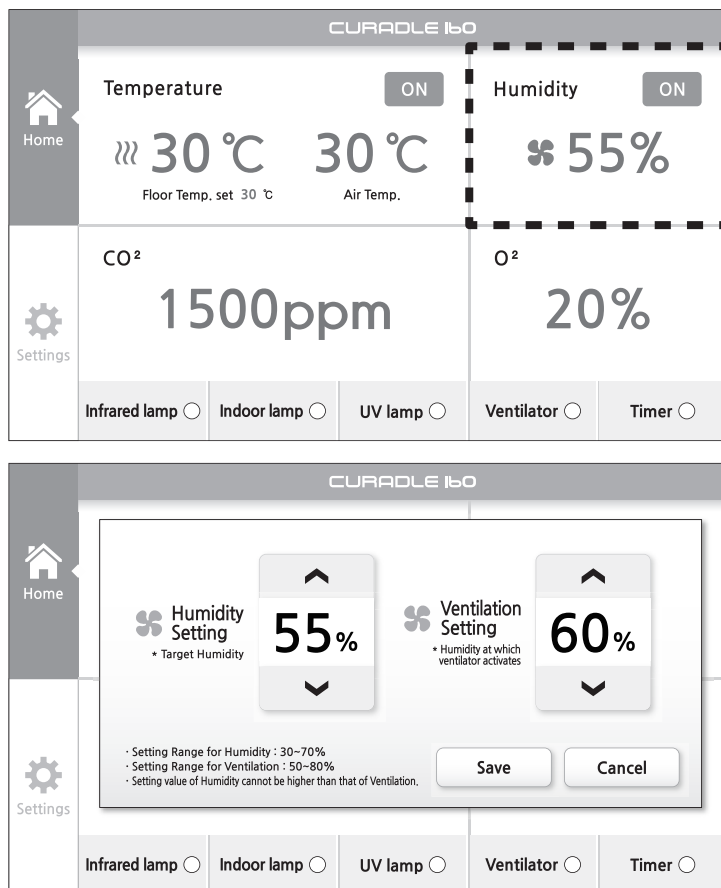 CURADLE 160
Temperature ON
Humidity ON
Home
30 ℃ 30 ℃
55%
Floor Temp. set 30 ℃ Air Temp.
CO²
O²
1500ppm
20%
Settings
Infrared lamp
Indoor lamp
UV lamp
Ventilator
Timer
CURADLE 160
Home
Humidity
Setting
* Target Humidity
55%
Ventilation
Setting
* Humidity at which
ventilator activates
60%
· Setting Range for Humidity : 30~70%
· Setting Range for Ventilation : 50~80%
· Setting value of Humidity cannot be higher than that of Ventilation.
Save
Cancel
Settings
Infrared lamp
Indoor lamp
UV lamp
Ventilator
Timer